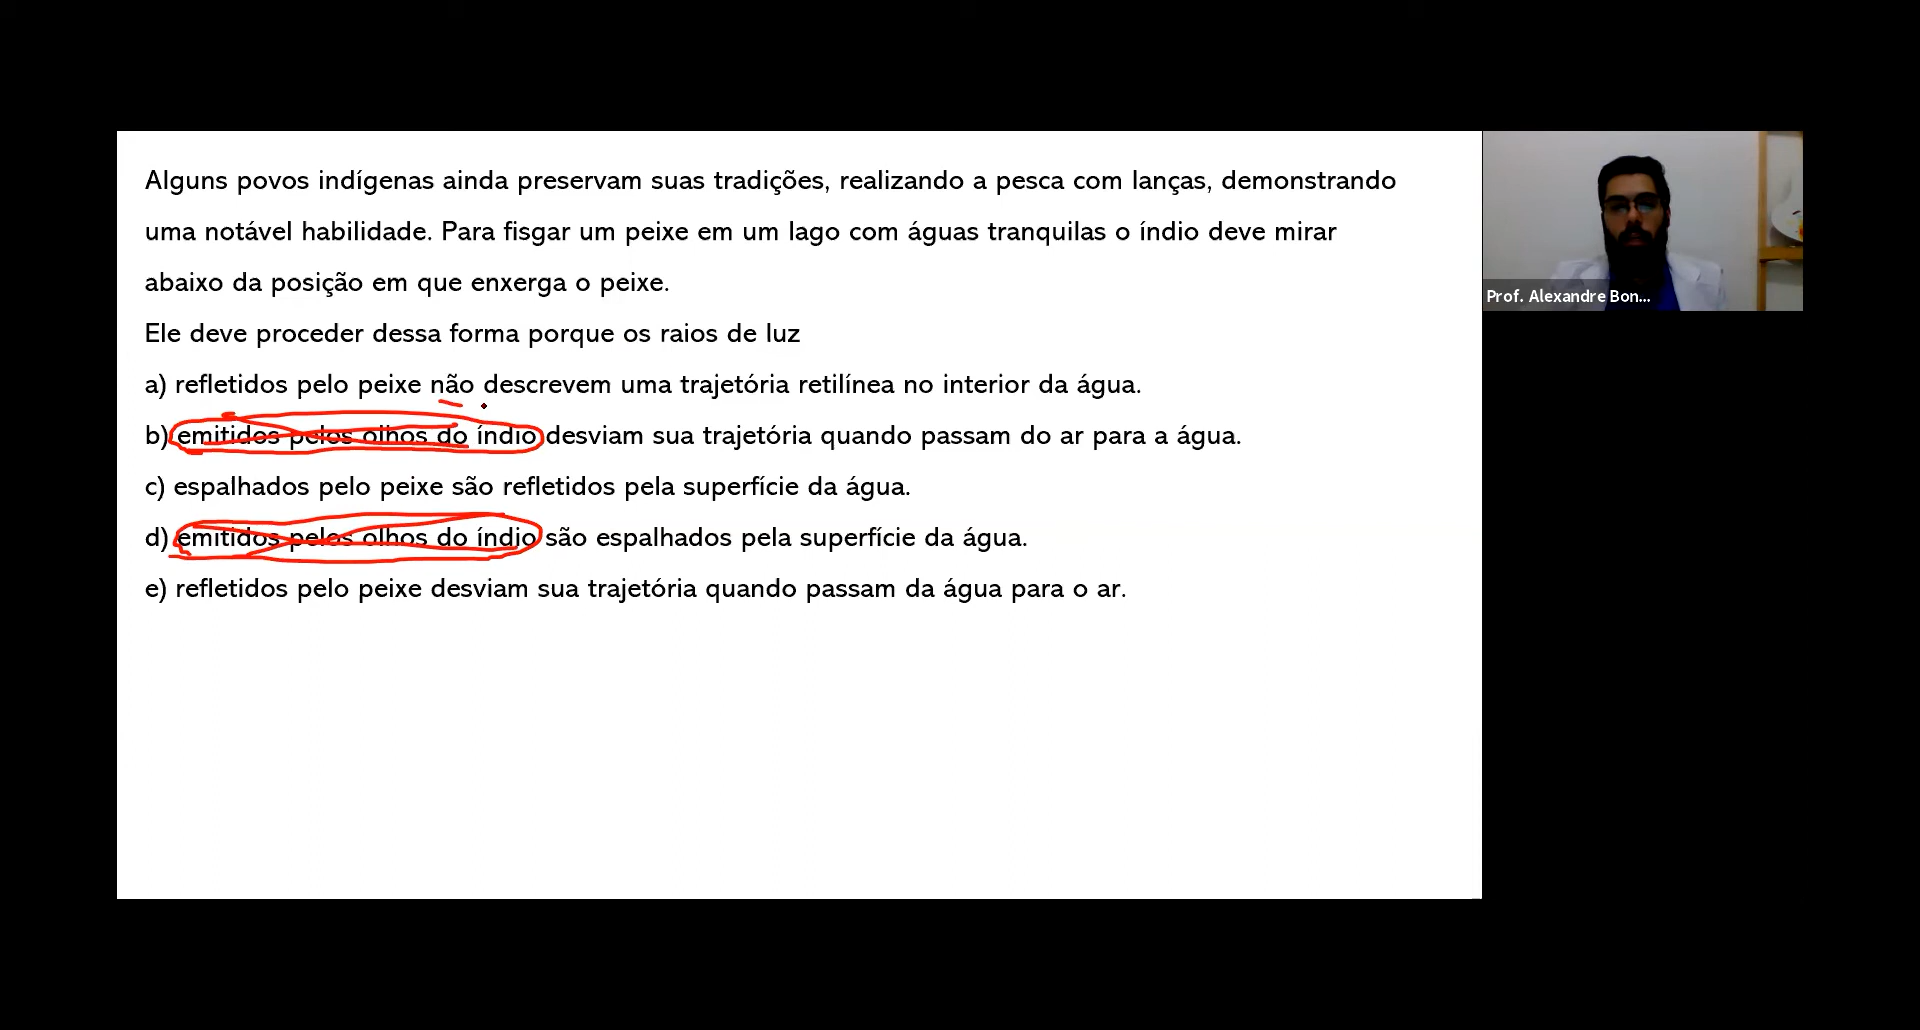 Alguns povos indígenas ainda preservam suas tradições, realizando a pesca com lanças, demonstrando
uma notável habilidade. Para fisgar um peixe em um lago com águas tranquilas o índio deve mirar
abaixo da posição em que enxerga o peixe.
Ele deve proceder dessa forma porque os raios de luz
a) refletidos pelo peixe não descrevem uma trajetória retilínea no interior da água.
b) emitidos pelos olhos do índio desviam sua trajetória quando passam do ar para a água.
c) espalhados pelo peixe são refletidos pela superfície da água.
d) emitidos pelos olhos do índio são espalhados pela superfície da água.
e) refletidos pelo peixe desviam sua trajetória quando passam da água para o ar.
Prof. Alexandre Bon...